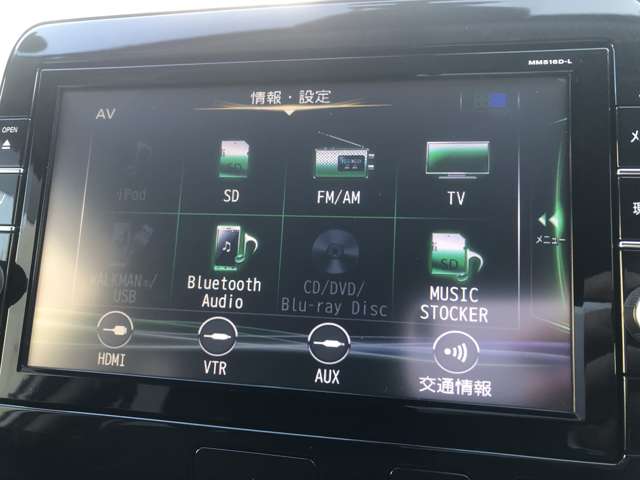 MM516D-L
情報・設定
AV
OPEN
iPod
SD
FM/AM
TV
メニュー
WALKMAN®/
USB
Bluetooth
Audio
CD/DVD/
Blu-ray Disc
SD
MUSIC
STOCKER
HDMI
VTR
AUX
交通情報